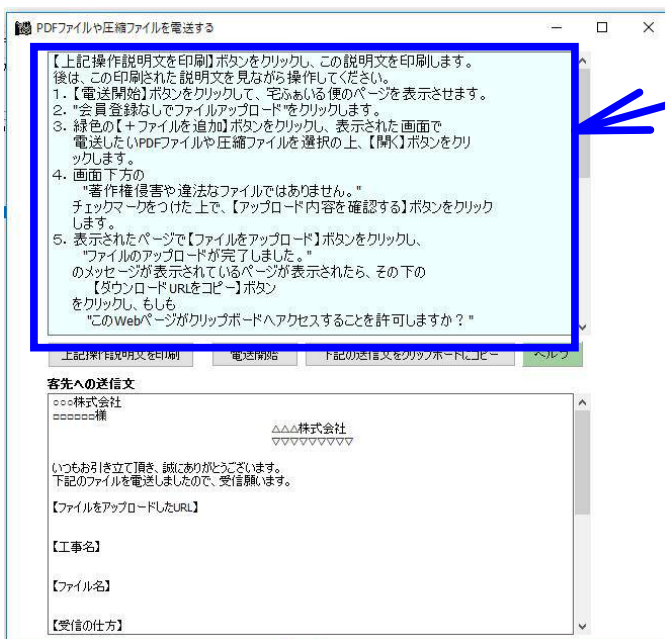 PDFファイルや圧縮ファイルを電送する
【上記操作説明文を印刷】ボタンをクリックし、この説明文を印刷します。
後は、この印刷された説明文を見ながら操作してください。
1.【電送開始】ボタンをクリックして、宅ふぁいる便のページを表示させます。
2. "会員登録なしでファイルアップロード"をクリックします。
3. 緑色の【+ファイルを追加】ボタンをクリックし、表示された画面で
電送したいPDFファイルや圧縮ファイルを選択の上、【開く】ボタンをクリ
ックします。
4. 画面下方の
"著作権侵害や違法なファイルではありません。"
チェックマークをつけた上で、【アップロード内容を確認する】ボタンをクリック
します。
5. 表示されたページで【ファイルをアップロード】ボタンをクリックし、
"ファイルのアップロードが完了しました。"
のメッセージが表示されているページが表示されたら、その下の
【ダウンロードURLをコピー】ボタン
をクリックし、もしも
"このWebページがクリップボードへアクセスすることを許可しますか?"
上記操作説明文を印刷 電送開始 下記の送信文をクリップボードにコピー ヘルプ
客先への送信文
○○○株式会社
□□□□□□様
△△△株式会社
▽▽▽▽▽▽▽▽▽
いつもお引き立て頂き、誠にありがとうございます。
下記のファイルを電送しましたので、受信願います。
【ファイルをアップロードしたURL】
【工事名】
【ファイル名】
【受信の仕方】